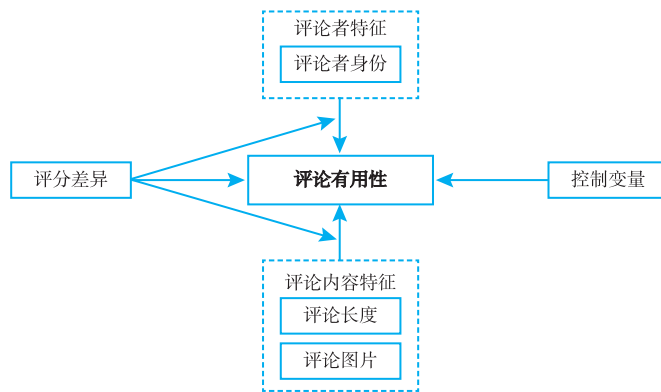 评论者特征
评论者身份
评分差异
评论有用性
控制变量
评论内容特征
评论长度
评论图片